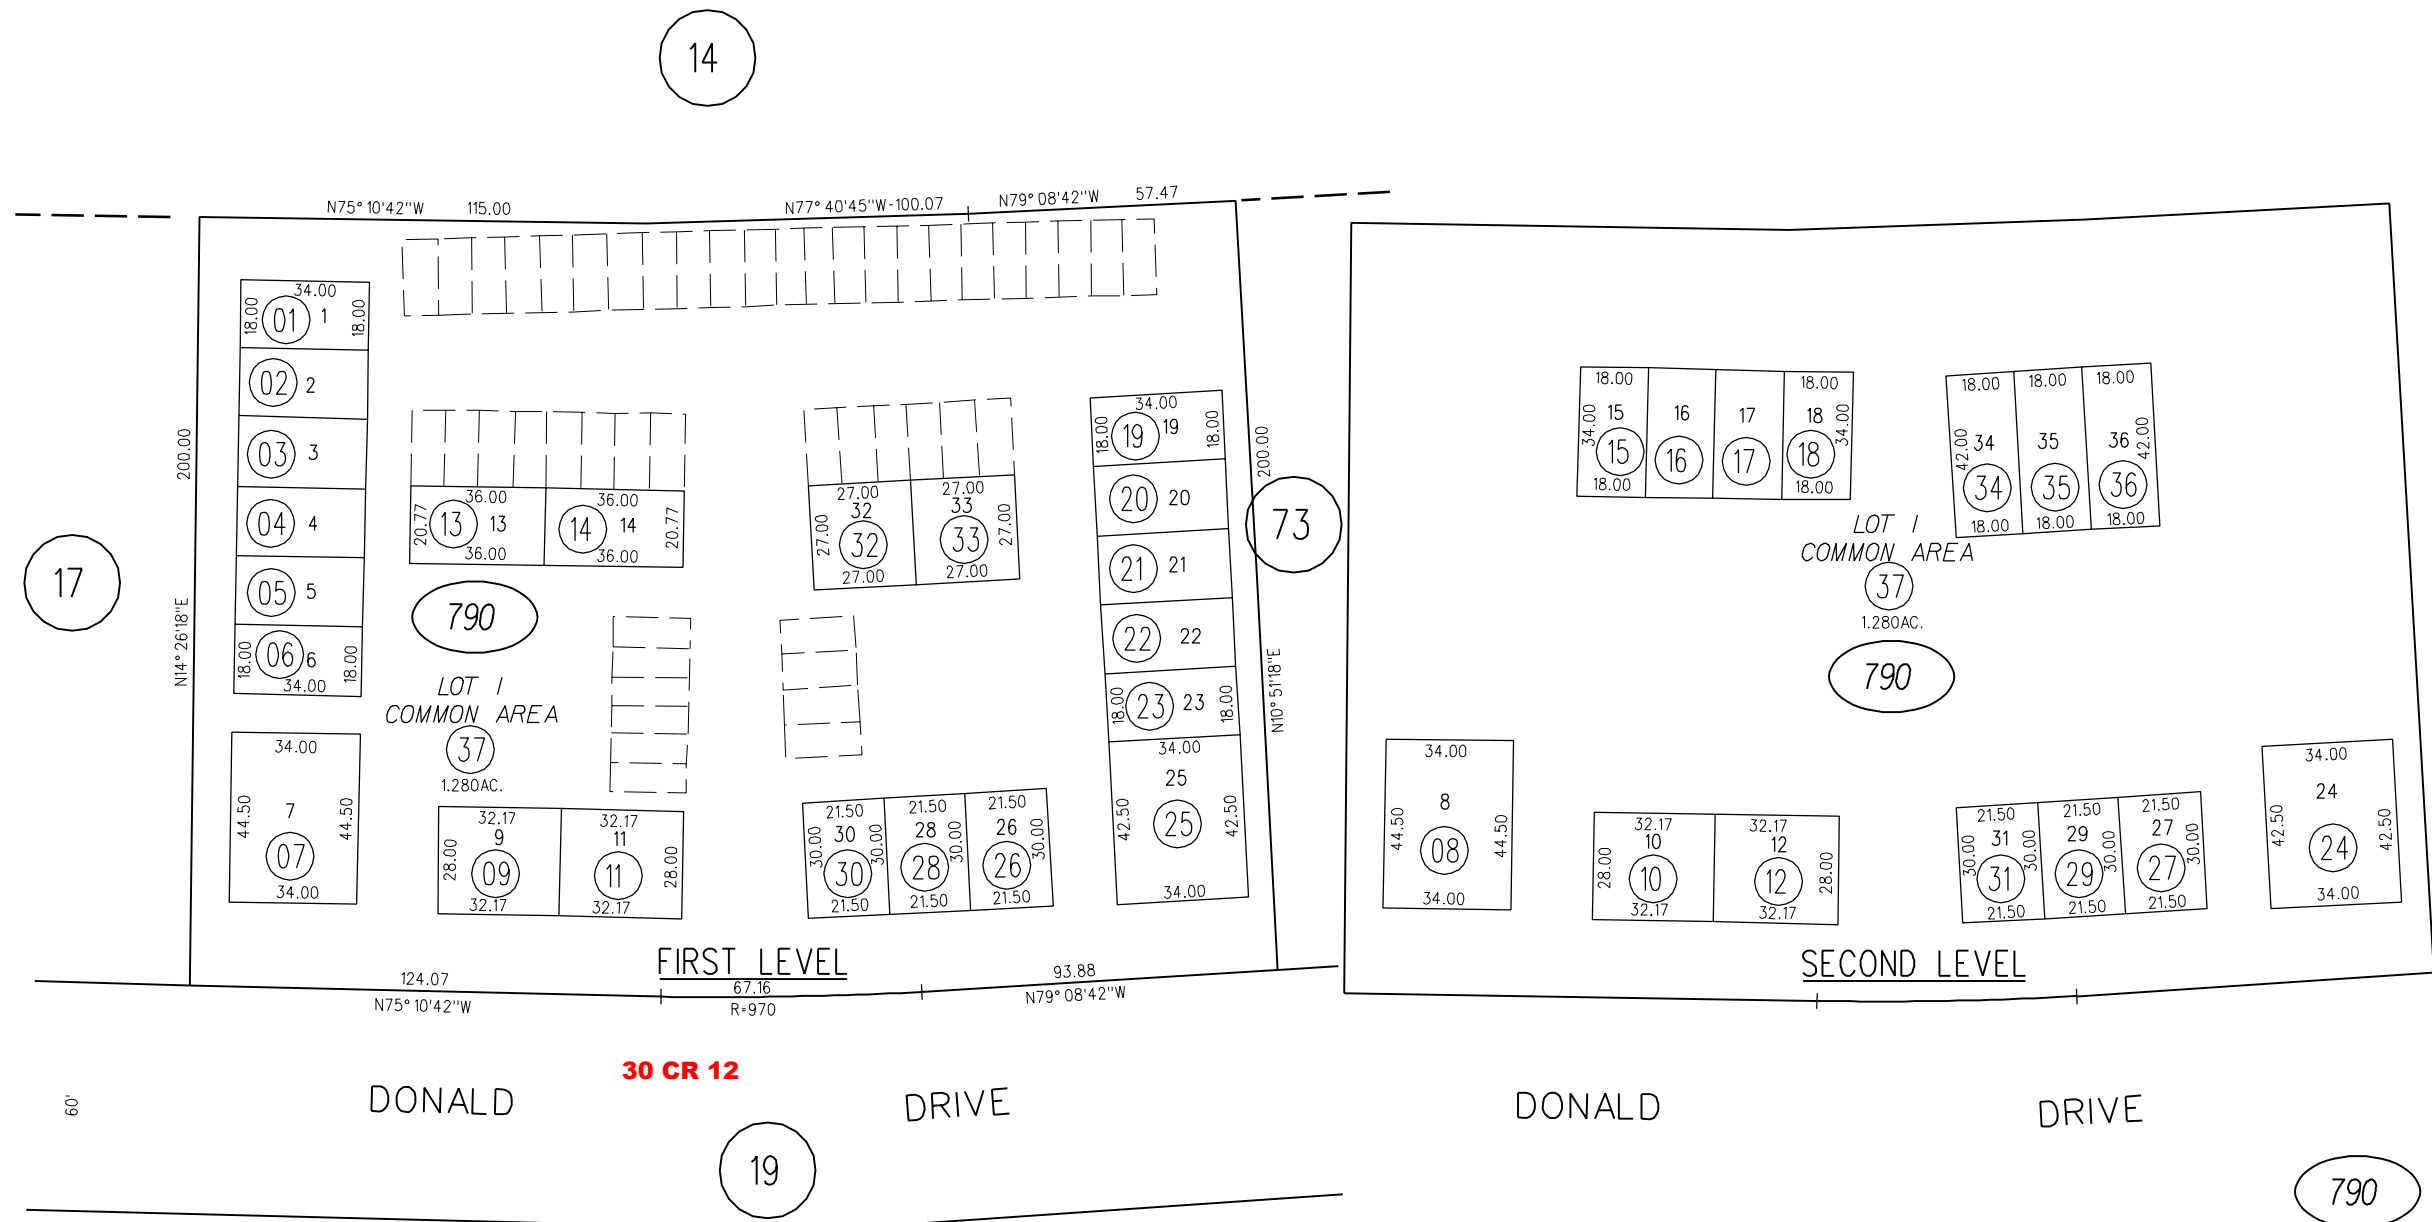 14
N75° 10'42"W 115.00 N77° 40'45"W-100.07 N79° 08'42"W 57.47
34.00
18.00 01 1 18.00
02 2
03 3
04 4
05 5
18.00 06 6 18.00
34.00
200.00
N14° 26'18"E
17
36.00 36.00
20.77 13 13 14 14 20.77
36.00 36.00
790
LOT 1
COMMON AREA
37
1.280AC.
27.00 27.00
32 33
27.00 32 33 27.00
27.00 27.00
34.00
18.00 19 19 18.00
20 20
21 21
22 22
18.00 23 23 18.00
34.00
25
42.50 25 42.50
34.00
200.00
73
N10° 51'18"E
34.00
7
44.50 07 44.50
34.00
32.17 32.17
9 11
28.00 09 11 28.00
32.17 32.17
21.50 21.50 21.50
30 28 26
30.00 30 30.00 28 30.00 26 30.00
21.50 21.50 21.50
FIRST LEVEL
124.07 67.16 93.88
N75° 10'42"W R=970 N79° 08'42"W
18.00 18.00
34.00 15 16 17 18 34.00
15 16 17 18
18.00 18.00
18.00 18.00 18.00
42.00 34 35 36 42.00
34 35 36
18.00 18.00 18.00
LOT 1
COMMON AREA
37
1.280AC.
790
34.00
8
44.50 08 44.50
34.00
32.17 32.17
10 12
28.00 10 12 28.00
32.17 32.17
21.50 21.50 21.50
31 29 27
30.00 31 30.00 29 30.00 27 30.00
21.50 21.50 21.50
34.00
24
42.50 24 42.50
34.00
SECOND LEVEL
30 CR 12
60'
DONALD DRIVE
DONALD DRIVE
19
790